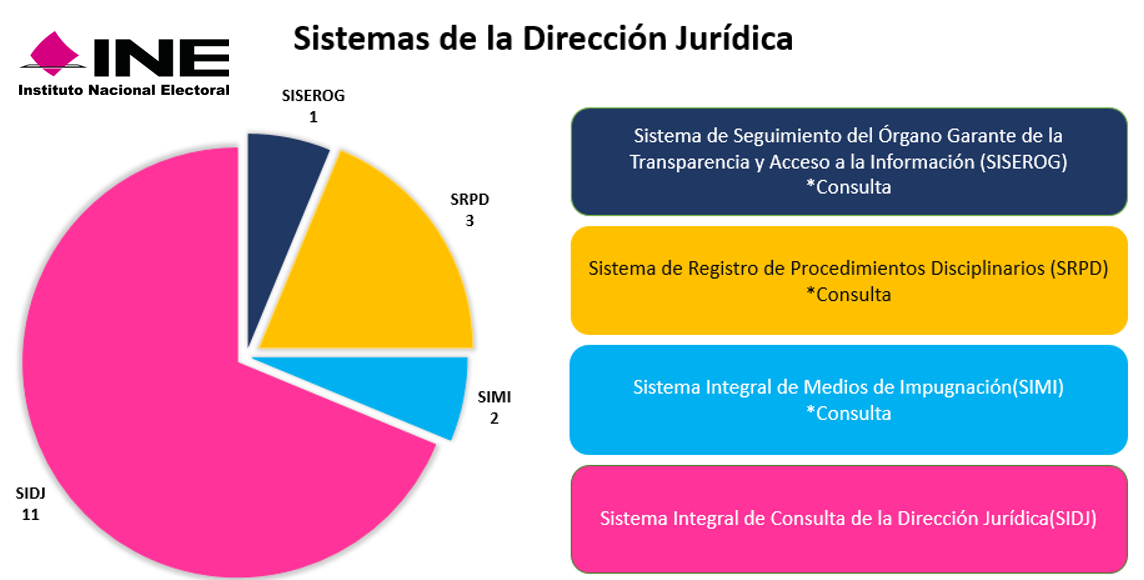 Sistemas de la Dirección Jurídica
INE
Instituto Nacional Electoral
SISEROG
1
SRPD
3
SIMI
2
SIDJ
11
Sistema de Seguimiento del Órgano Garante de la
Transparencia y Acceso a la Información (SISEROG)
*Consulta
Sistema de Registro de Procedimientos Disciplinarios (SRPD)
*Consulta
Sistema Integral de Medios de Impugnación(SIMI)
*Consulta
Sistema Integral de Consulta de la Dirección Jurídica(SIDJ)